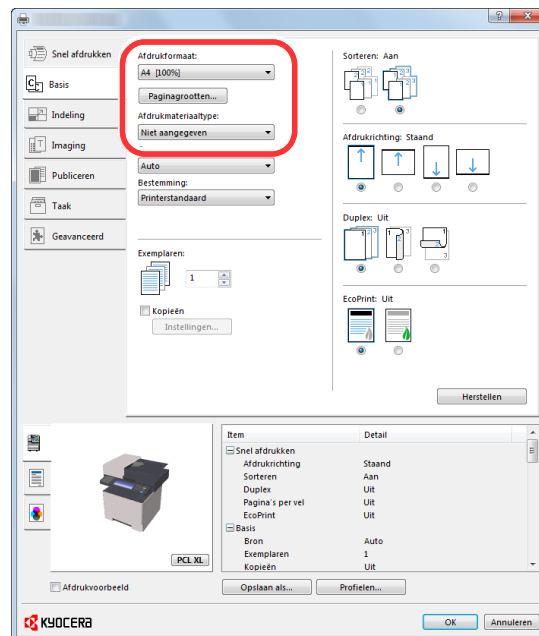 Snel afdrukken
Basis
Indeling
Imaging
Publiceren
Taak
Geavanceerd
Afdrukformaat:
A4 [100%]
Paginagrootten...
Afdrukmateriaaltype:
Niet aangegeven
-
Auto
Bestemming:
Printerstandaard
Exemplaren:
1
Kopieën
Instellingen...
Sorteren: Aan
Afdrukrichting: Staand
Duplex: Uit
EcoPrint: Uit
Herstellen
Item Detail
Snel afdrukken
Afdrukrichting Staand
Sorteren Aan
Duplex Uit
Pagina's per vel Uit
EcoPrint Uit
Basis
Bron Auto
Exemplaren 1
Kopieën Uit
PCL XL
Afdrukvoorbeeld
Opslaan als...
Profielen...
KYOCERA
OK
Annuleren